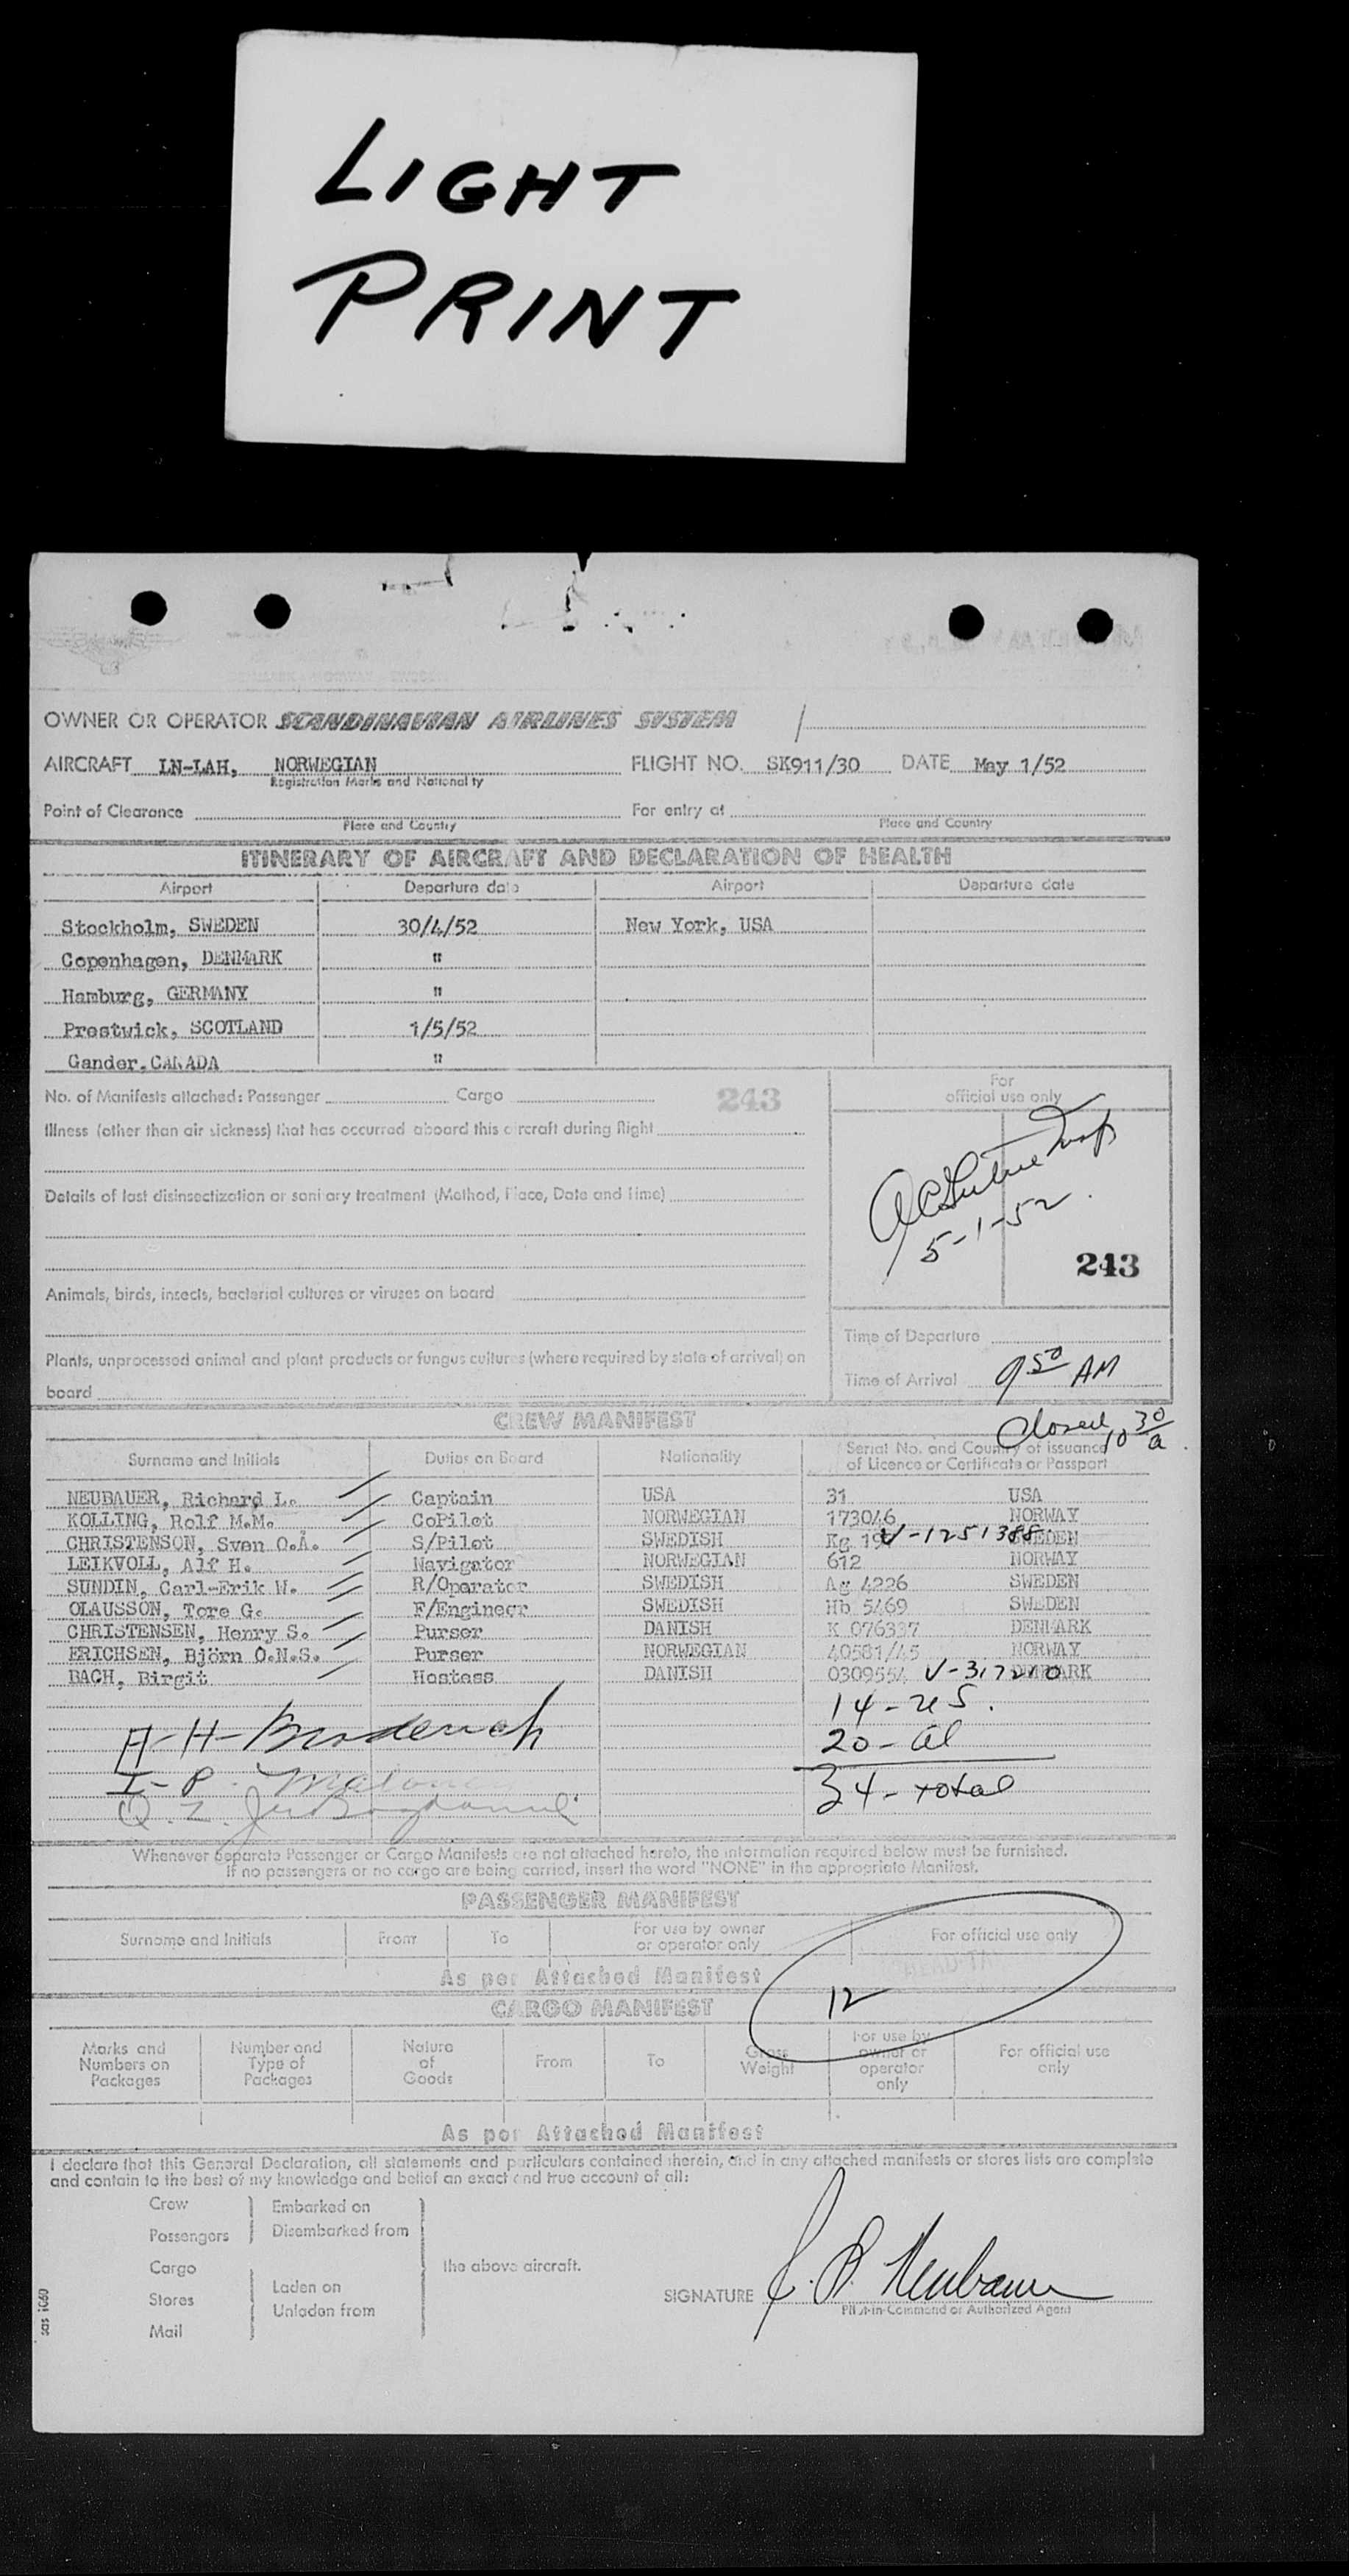 LIGHT
PRINT
OWNER OR OPERATOR SCANDINAVIAN AIRLINES SYSTEM
AIRCRAFT LN-LAH, NORWEGIAN FLIGHT NO. SK911/30 DATE May 1/52
Registration Marks and Nationality
Point of Clearance For entry at
Place and Country Place and Country
ITINERARY OF AIRCRAFT AND DECLARATION OF HEALTH
Airport Departure date Airport Departure date
Stockholm, SWEDEN 30/4/52 New York, USA
Copenhagen, DENMARK "
Hamburg, GERMANY "
Prestwick, SCOTLAND 1/5/52
Gander, CANADA "
No. of Manifests attached: Passenger Cargo 243
For official use only
Illness (other than air sickness) that has occurred aboard this aircraft during flight
Details of last disinsectization or sanitary treatment (Method, Place, Date and Time)
5-1-52
243
Animals, birds, insects, bacterial cultures or viruses on board
Time of Departure
Plants, unprocessed animal and plant products or fungus cultures (where required by state of arrival) on
board
Time of Arrival 9 50 AM
CREW MANIFEST
Closed 10 30 a
Surname and Initials Duties on Board Nationality Serial No. and Country of issuance
of Licence or Certificate or Passport
NEUBAUER, Richard L. Captain USA 31 USA
KOLLING, Rolf M.M. CoPilot NORWEGIAN 173046 NORWAY
CHRISTENSON, Sven O.Å. S/Pilot SWEDISH Kg 19 V-1251388 SWEDEN
LEIKVOLL, Alf H. Navigator NORWEGIAN 612 NORWAY
SUNDIN, Carl-Erik W. R/Operator SWEDISH Ag 4226 SWEDEN
OLAUSSON, Tore G. F/Engineer SWEDISH Hb 5469 SWEDEN
CHRISTENSEN, Henry S. Purser DANISH K 076337 DENMARK
ERICHSEN, Björn O.N.S. Purser NORWEGIAN 40581/45 NORWAY
BACH, Birgit Hostess DANISH 0309554 DENMARK
14 - US.
A-H- Broderick 20 - al
I-P. Malone 34 - total
Whenever separate Passenger or Cargo Manifests are not attached hereto, the information required below must be furnished.
If no passengers or no cargo are being carried, insert the word "NONE" in the appropriate Manifest.
PASSENGER MANIFEST
Surname and Initials From To For use by owner or operator only For official use only
As per Attached Manifest
12
CARGO MANIFEST
Marks and Numbers on Packages Number and Type of Packages Nature of Goods From To Gross Weight For use by owner or operator only For official use only
As per Attached Manifest
I declare that this General Declaration, all statements and particulars contained therein, and in any attached manifests or stores lists are complete
and contain to the best of my knowledge and belief an exact and true account of all:
Crew Embarked on
Passengers Disembarked from
Cargo the above aircraft.
Stores Laden on
Unladen from
Mail
SIGNATURE R. L. Neubauer
Pilot-in-Command or Authorized Agent
sas 1060